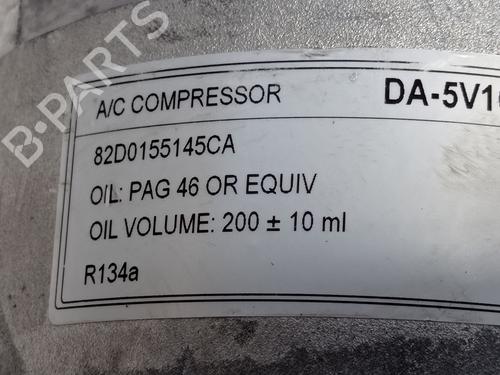 B-PARTS
A/C COMPRESSOR DA-5V1
82D0155145CA
OIL: PAG 46 OR EQUIV
OIL VOLUME: 200 ± 10 ml
R134a